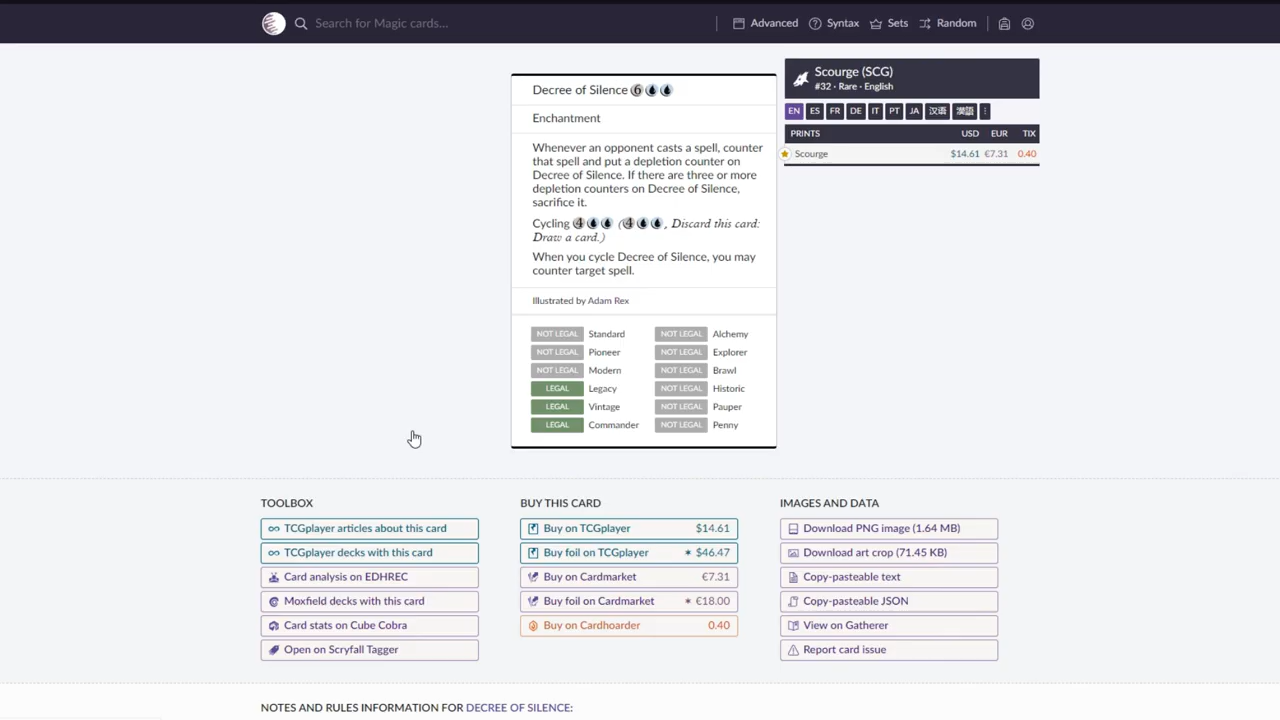 Search for Magic cards...
Advanced
Syntax
Sets
Random
Decree of Silence 6
Enchantment
Whenever an opponent casts a spell, counter
that spell and put a depletion counter on
Decree of Silence. If there are three or more
depletion counters on Decree of Silence,
sacrifice it.
Cycling 4 (4, Discard this card:
Draw a card.)
When you cycle Decree of Silence, you may
counter target spell.
Illustrated by Adam Rex
NOT LEGAL Standard NOT LEGAL Alchemy
NOT LEGAL Pioneer NOT LEGAL Explorer
NOT LEGAL Modern NOT LEGAL Brawl
LEGAL Legacy NOT LEGAL Historic
LEGAL Vintage NOT LEGAL Pauper
LEGAL Commander NOT LEGAL Penny
Scourge (SCG)
#32 · Rare · English
EN ES FR DE IT PT JA 汉语 漢語
PRINTS USD EUR TIX
Scourge $14.61 €7.31 0.40
TOOLBOX
TCGplayer articles about this card
TCGplayer decks with this card
Card analysis on EDHREC
Moxfield decks with this card
Card stats on Cube Cobra
Open on Scryfall Tagger
BUY THIS CARD
Buy on TCGplayer $14.61
Buy foil on TCGplayer $46.47
Buy on Cardmarket €7.31
Buy foil on Cardmarket €18.00
Buy on Cardhoarder 0.40
IMAGES AND DATA
Download PNG image (1.64 MB)
Download art crop (71.45 KB)
Copy-pasteable text
Copy-pasteable JSON
View on Gatherer
Report card issue
NOTES AND RULES INFORMATION FOR DECREE OF SILENCE: